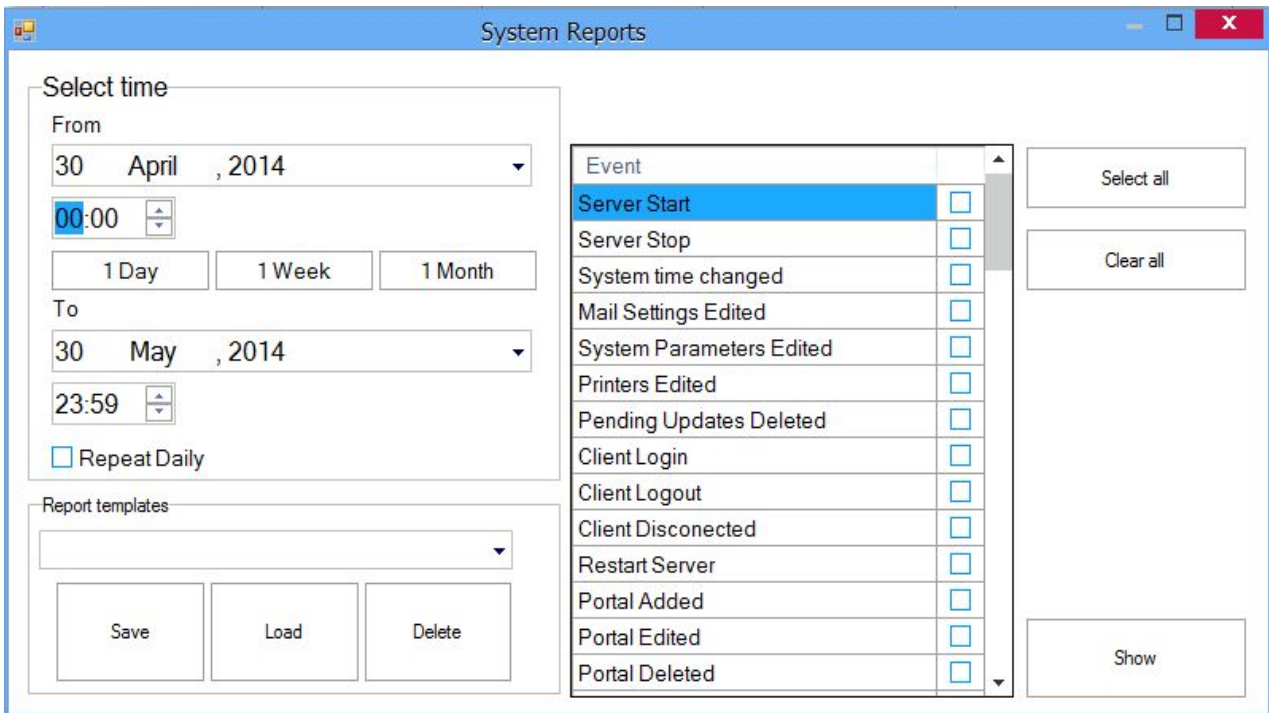 System Reports
Select time
From
30 April , 2014
00:00
1 Day 1 Week 1 Month
To
30 May , 2014
23:59
Repeat Daily
Report templates
Save Load Delete
Event
Server Start
Server Stop
System time changed
Mail Settings Edited
System Parameters Edited
Printers Edited
Pending Updates Deleted
Client Login
Client Logout
Client Disconected
Restart Server
Portal Added
Portal Edited
Portal Deleted
Select all
Clear all
Show